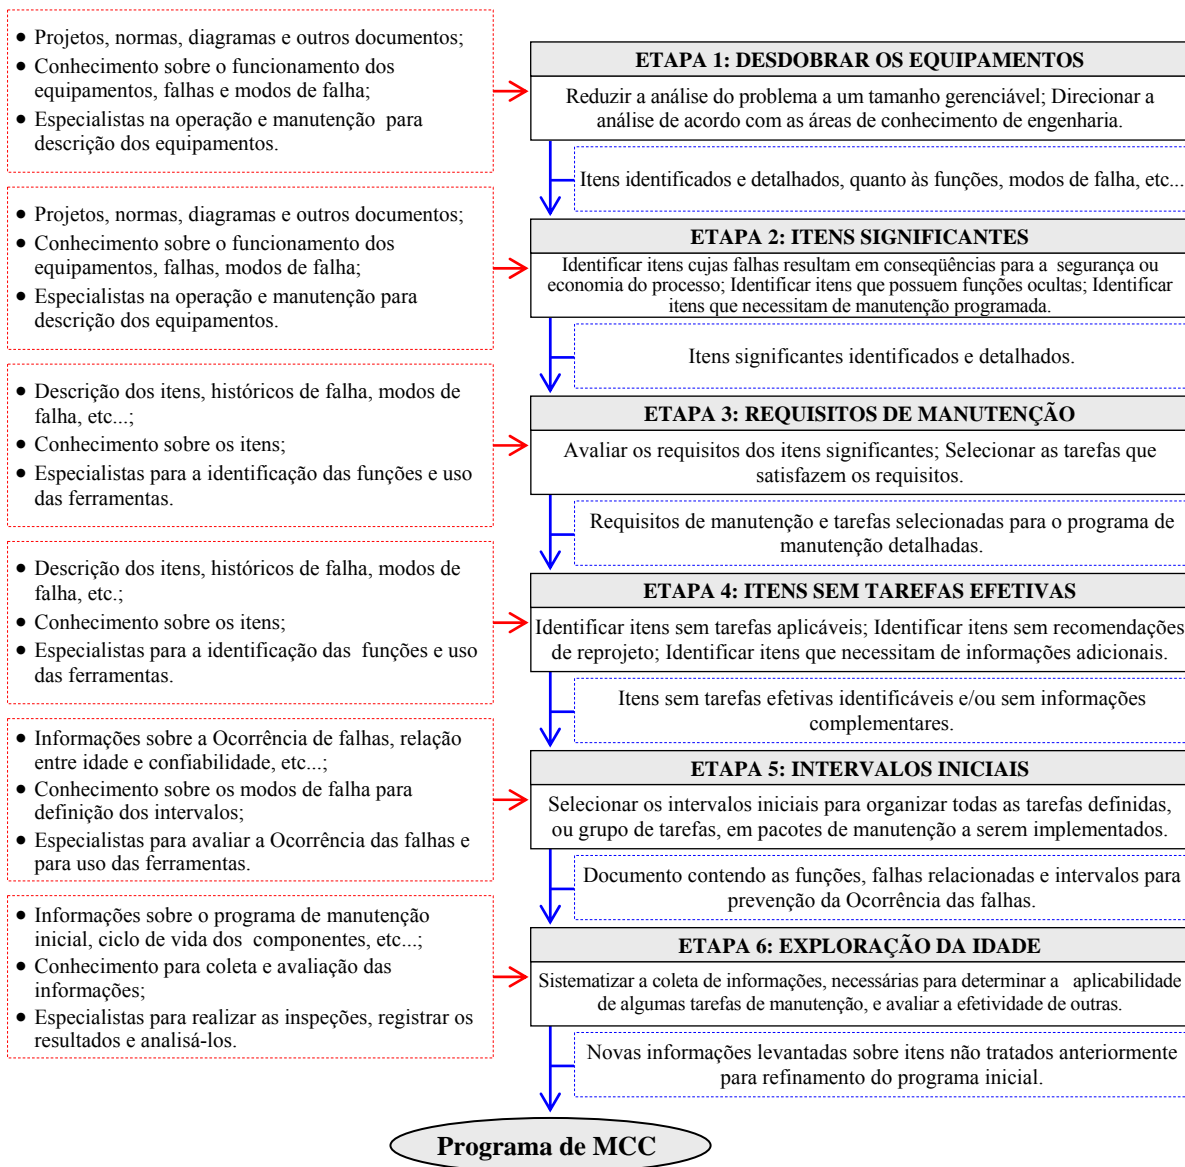 • Projetos, normas, diagramas e outros documentos;
• Conhecimento sobre o funcionamento dos
equipamentos, falhas e modos de falha;
• Especialistas na operação e manutenção para
descrição dos equipamentos.
ETAPA 1: DESDOBRAR OS EQUIPAMENTOS
Reduzir a análise do problema a um tamanho gerenciável; Direcionar a
análise de acordo com as áreas de conhecimento de engenharia.
Itens identificados e detalhados, quanto às funções, modos de falha, etc...
• Projetos, normas, diagramas e outros documentos;
• Conhecimento sobre o funcionamento dos
equipamentos, falhas, modos de falha;
• Especialistas na operação e manutenção para
descrição dos equipamentos.
ETAPA 2: ITENS SIGNIFICANTES
Identificar itens cujas falhas resultam em conseqüências para a segurança ou
economia do processo; Identificar itens que possuem funções ocultas; Identificar
itens que necessitam de manutenção programada.
Itens significantes identificados e detalhados.
• Descrição dos itens, históricos de falha, modos de
falha, etc...;
• Conhecimento sobre os itens;
• Especialistas para a identificação das funções e uso
das ferramentas.
ETAPA 3: REQUISITOS DE MANUTENÇÃO
Avaliar os requisitos dos itens significantes; Selecionar as tarefas que
satisfazem os requisitos.
Requisitos de manutenção e tarefas selecionadas para o programa de
manutenção detalhadas.
• Descrição dos itens, históricos de falha, modos de
falha, etc.;
• Conhecimento sobre os itens;
• Especialistas para a identificação das funções e uso
das ferramentas.
ETAPA 4: ITENS SEM TAREFAS EFETIVAS
Identificar itens sem tarefas aplicáveis; Identificar itens sem recomendações
de reprojeto; Identificar itens que necessitam de informações adicionais.
Itens sem tarefas efetivas identificáveis e/ou sem informações
complementares.
• Informações sobre a Ocorrência de falhas, relação
entre idade e confiabilidade, etc...;
• Conhecimento sobre os modos de falha para
definição dos intervalos;
• Especialistas para avaliar a Ocorrência das falhas e
para uso das ferramentas.
ETAPA 5: INTERVALOS INICIAIS
Selecionar os intervalos iniciais para organizar todas as tarefas definidas,
ou grupo de tarefas, em pacotes de manutenção a serem implementados.
Documento contendo as funções, falhas relacionadas e intervalos para
prevenção da Ocorrência das falhas.
• Informações sobre o programa de manutenção
inicial, ciclo de vida dos componentes, etc...;
• Conhecimento para coleta e avaliação das
informações;
• Especialistas para realizar as inspeções, registrar os
resultados e analisá-los.
ETAPA 6: EXPLORAÇÃO DA IDADE
Sistematizar a coleta de informações, necessárias para determinar a aplicabilidade
de algumas tarefas de manutenção, e avaliar a efetividade de outras.
Novas informações levantadas sobre itens não tratados anteriormente
para refinamento do programa inicial.
Programa de MCC